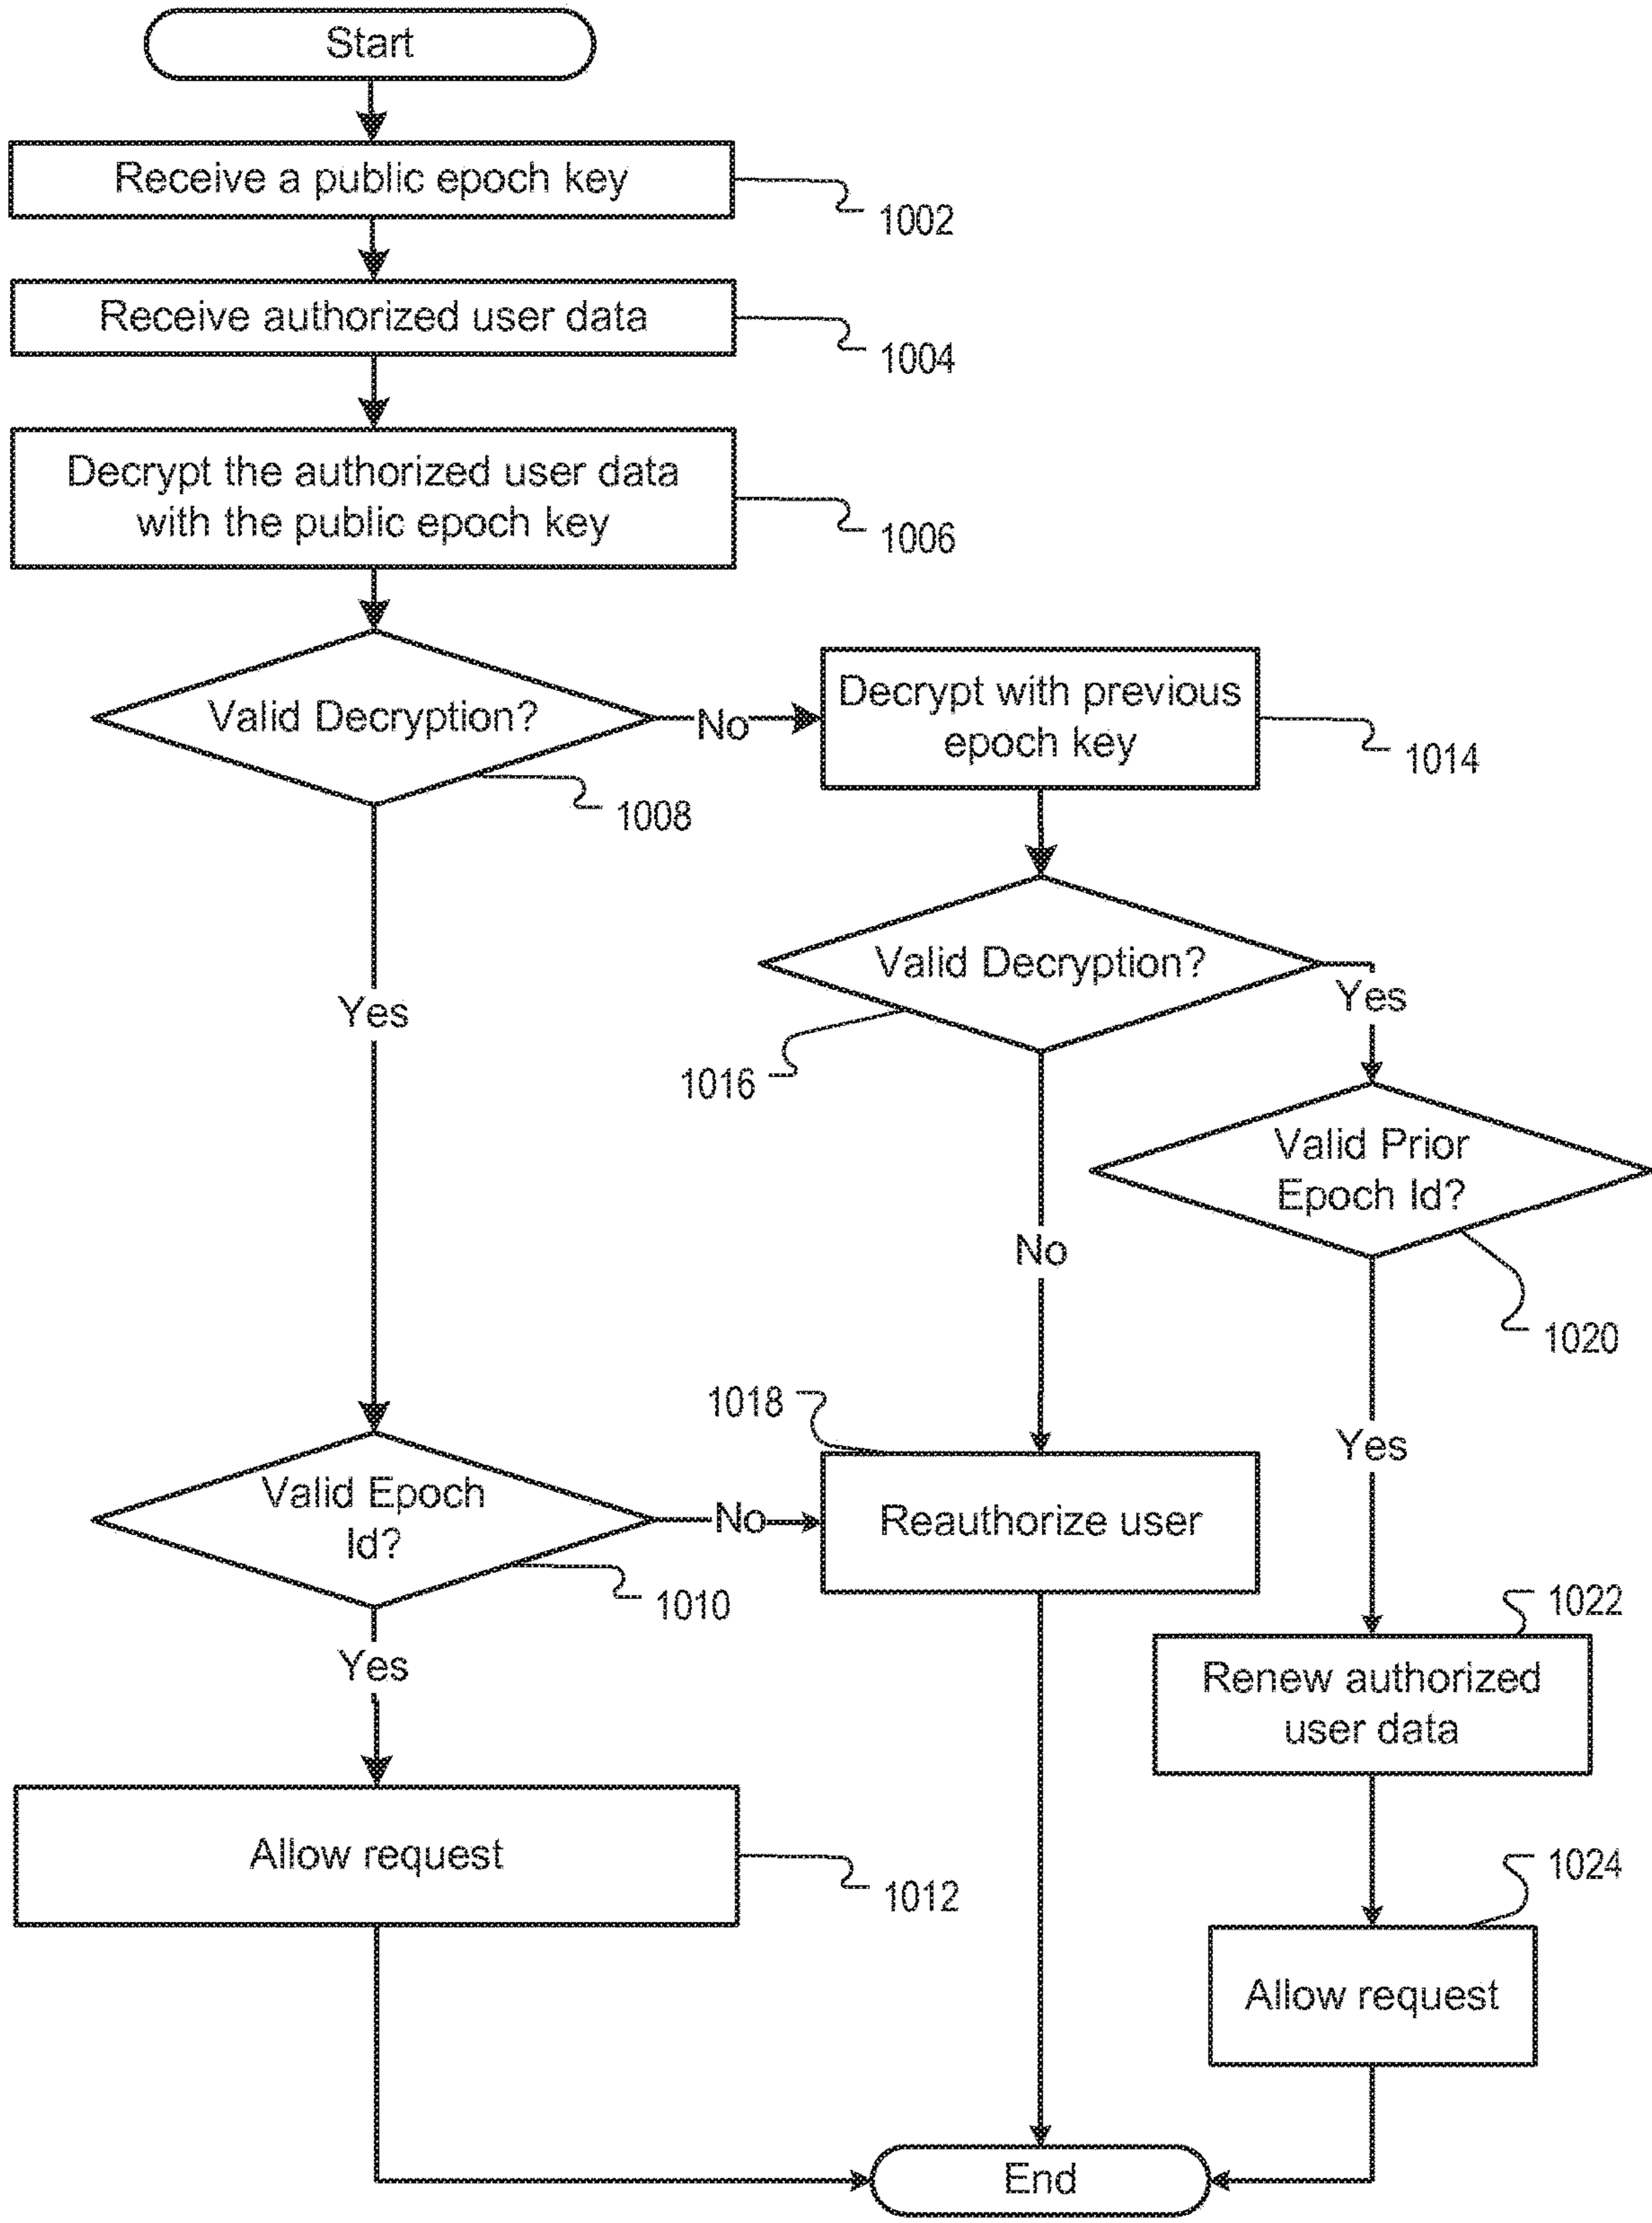 Start
Receive a public epoch key
1002
Receive authorized user data
1004
Decrypt the authorized user data
with the public epoch key
1006
Valid Decryption?
No
1008
Decrypt with previous
epoch key
1014
Yes
Valid Decryption?
Yes
1016
No
Valid Prior
Epoch Id?
1020
Yes
Valid Epoch
Id?
No
1010
1018
Reauthorize user
Yes
Allow request
1012
1022
Renew authorized
user data
1024
Allow request
End